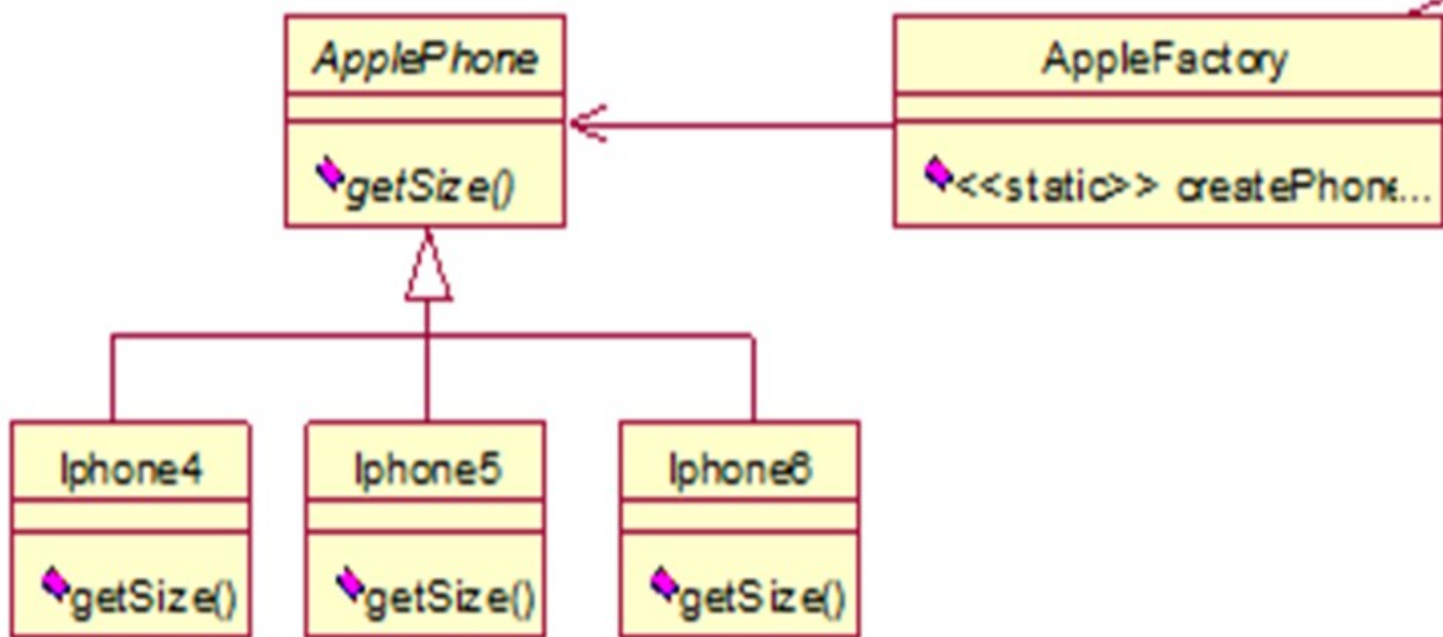 ApplePhone
getSize()
AppleFactory
<<static>> createPhone...
Iphone4
getSize()
Iphone5
getSize()
Iphone6
getSize()